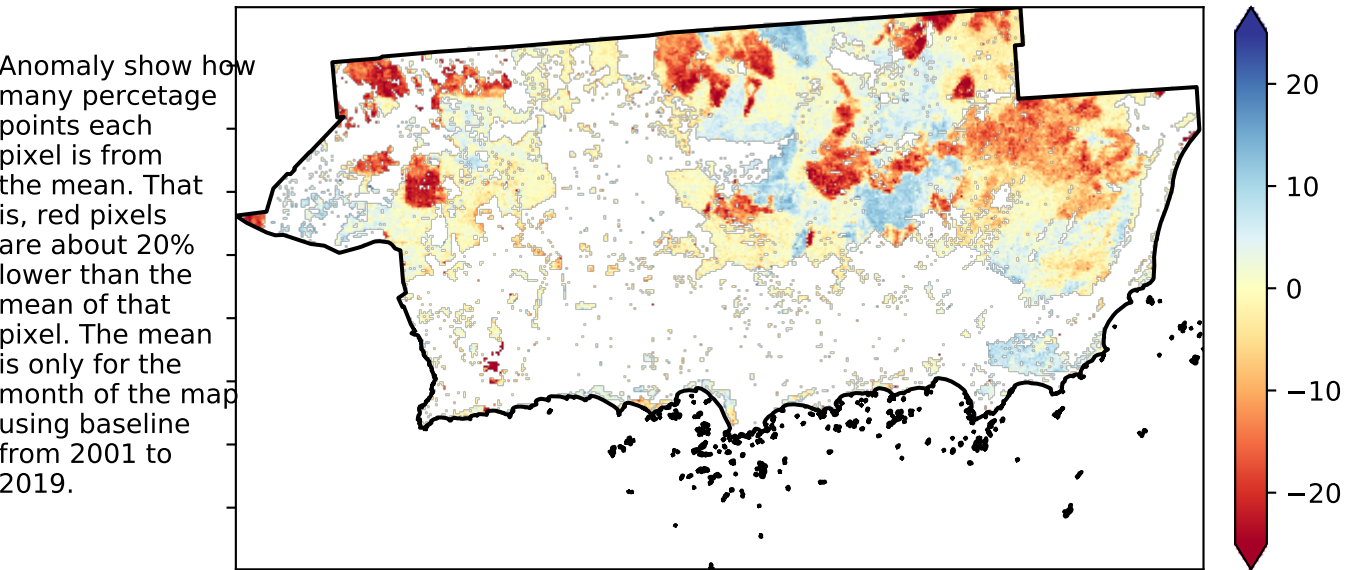 Anomaly show how
many percetage
points each
pixel is from
the mean. That
is, red pixels
are about 20%
lower than the
mean of that
pixel. The mean
is only for the
month of the map
using baseline
from 2001 to
2019.
20
10
0
−10
−20